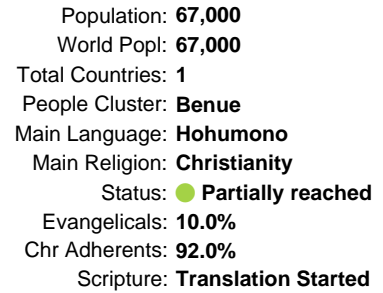 Population: 67,000
World Popl: 67,000
Total Countries: 1
People Cluster: Benue
Main Language: Hohumono
Main Religion: Christianity
Status: Partially reached
Evangelicals: 10.0%
Chr Adherents: 92.0%
Scripture: Translation Started